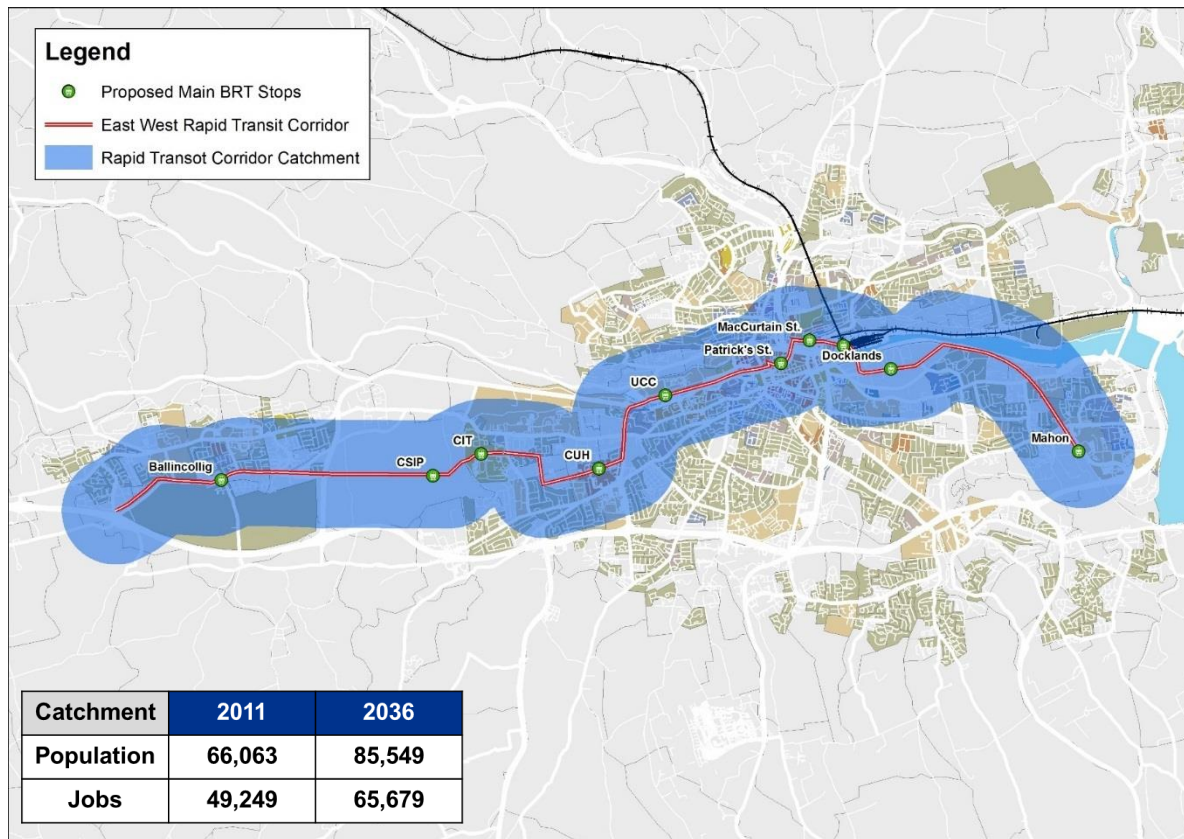 Legend
Proposed Main BRT Stops
East West Rapid Transit Corridor
Rapid Transot Corridor Catchment
MacCurtain St.
Patrick's St.
Docklands
UCC
CIT
Mahon
CUH
Ballincollig
CSIP
Catchment 2011 2036
Population 66,063 85,549
Jobs 49,249 65,679